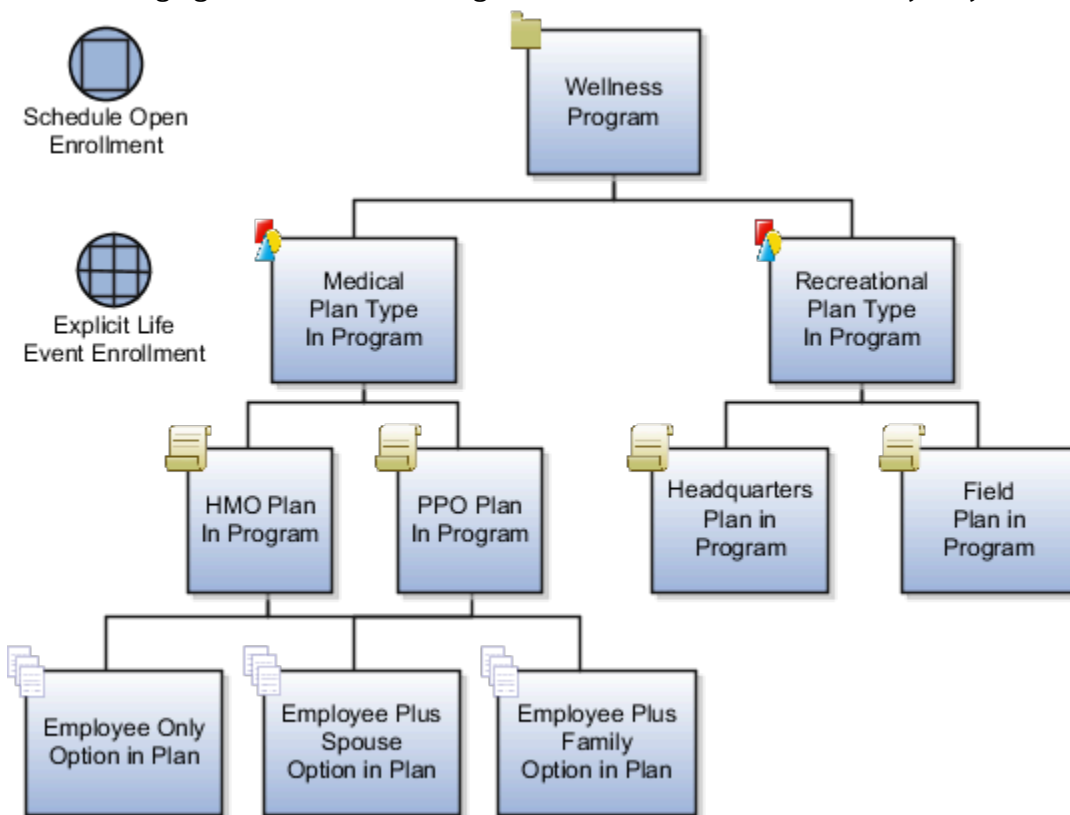 Wellness
Program
Schedule Open
Enrollment
Medical
Plan Type
In Program
Recreational
Plan Type
In Program
Explicit Life
Event Enrollment
HMO Plan
In Program
PPO Plan
In Program
Headquarters
Plan in
Program
Field
Plan in
Program
Employee Only
Option in Plan
Employee Plus
Spouse
Option in Plan
Employee Plus
Family
Option in Plan